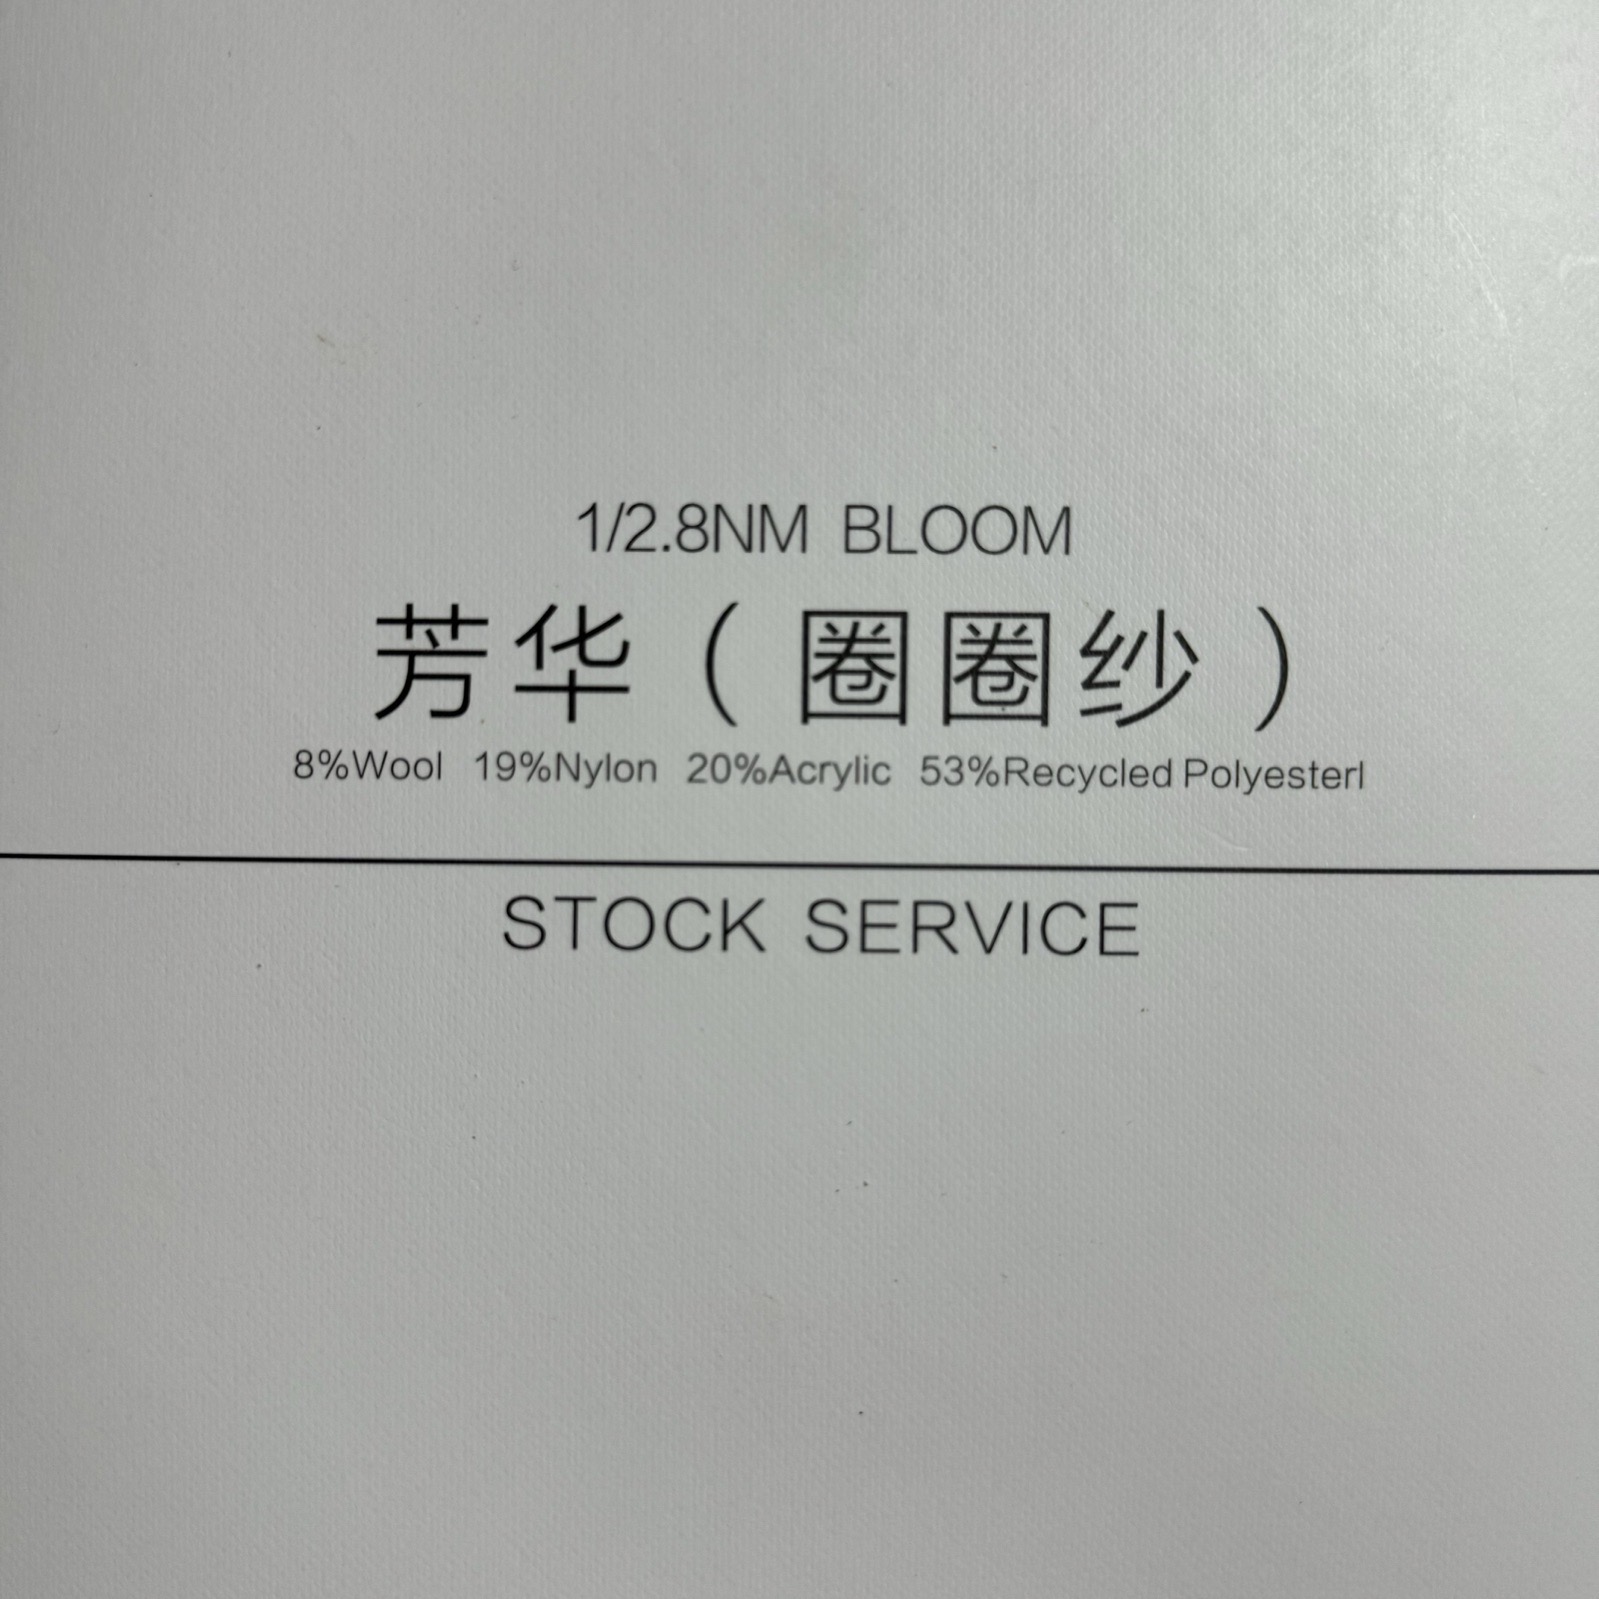 1/2.8NM BLOOM
芳华（圈圈纱）
8%Wool 19%Nylon 20%Acrylic 53%Recycled Polyesterl
STOCK SERVICE